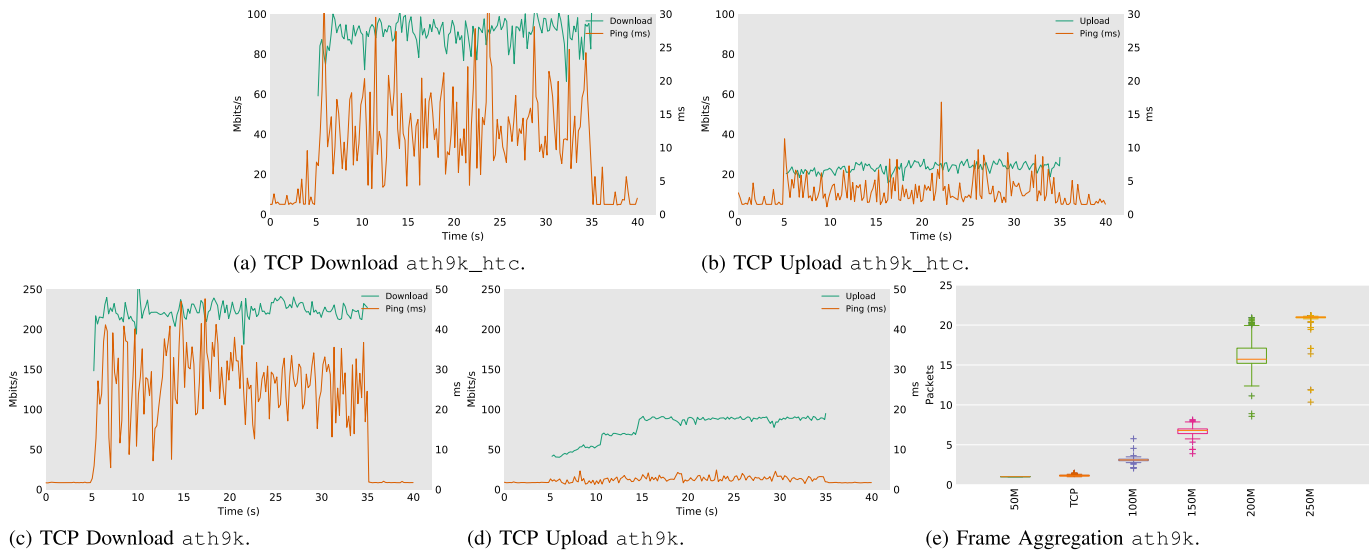 100
80
60
40
20
0
Mbits/s
Download
Ping (ms)
30
25
20
15
10
5
0
ms
0 5 10 15 20 25 30 35 40
Time (s)
(a) TCP Download ath9k_htc.
100
80
60
40
20
0
Mbits/s
Upload
Ping (ms)
30
25
20
15
10
5
0
ms
0 5 10 15 20 25 30 35 40
Time (s)
(b) TCP Upload ath9k_htc.
250
200
150
100
50
0
Mbits/s
Download
Ping (ms)
50
40
30
20
10
0
ms
0 5 10 15 20 25 30 35 40
Time (s)
(c) TCP Download ath9k.
250
200
150
100
50
0
Mbits/s
Upload
Ping (ms)
50
40
30
20
10
0
ms
0 5 10 15 20 25 30 35 40
Time (s)
(d) TCP Upload ath9k.
25
20
15
10
5
0
Packets
50M
TCP
100M
150M
200M
250M
(e) Frame Aggregation ath9k.